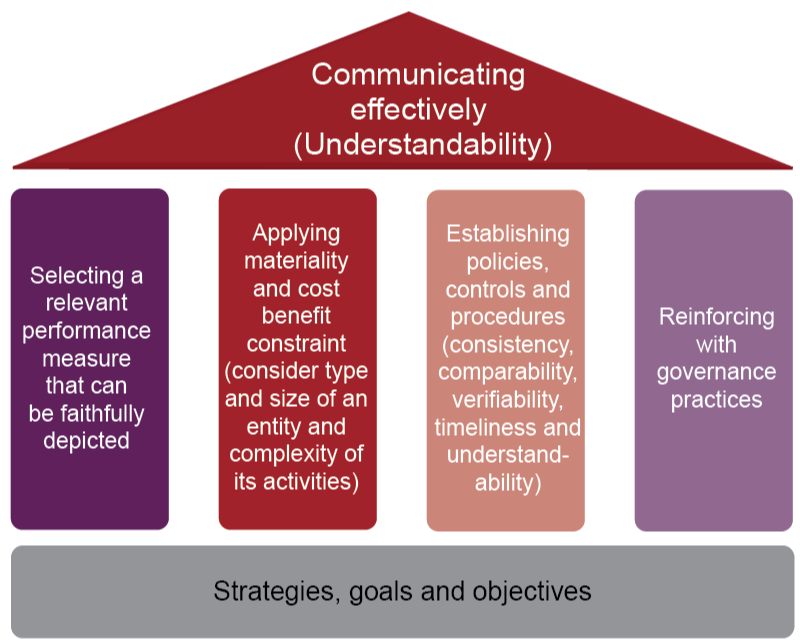 Communicating
effectively
(Understandability)
Selecting a
relevant
performance
measure
that can
be faithfully
depicted
Applying
materiality
and cost
benefit
constraint
(consider type
and size of an
entity and
complexity of
its activities)
Establishing
policies,
controls and
procedures
(consistency,
comparability,
verifiability,
timeliness and
understand-
ability)
Reinforcing
with
governance
practices
Strategies, goals and objectives